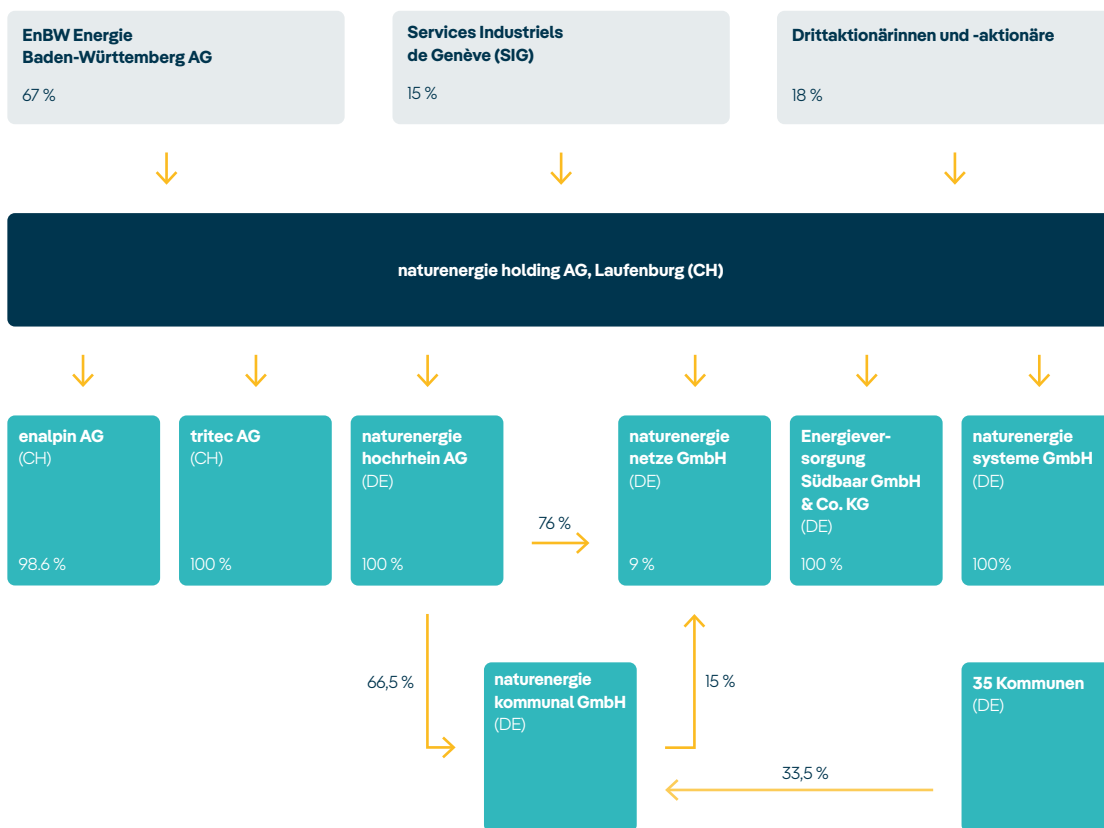 EnBW Energie
Baden-Württemberg AG
67 %
Services Industriels
de Genève (SIG)
15 %
Drittaktionärinnen und -aktionäre
18 %
naturenergie holding AG, Laufenburg (CH)
enalpin AG
(CH)
98.6 %
tritec AG
(CH)
100 %
naturenergie
hochrhein AG
(DE)
100 %
76 %
naturenergie
netze GmbH
(DE)
9 %
Energiever-
sorgung
Südbaar GmbH
& Co. KG
(DE)
100 %
naturenergie
systeme GmbH
(DE)
100%
66,5 %
naturenergie
kommunal GmbH
(DE)
15 %
33,5 %
35 Kommunen
(DE)